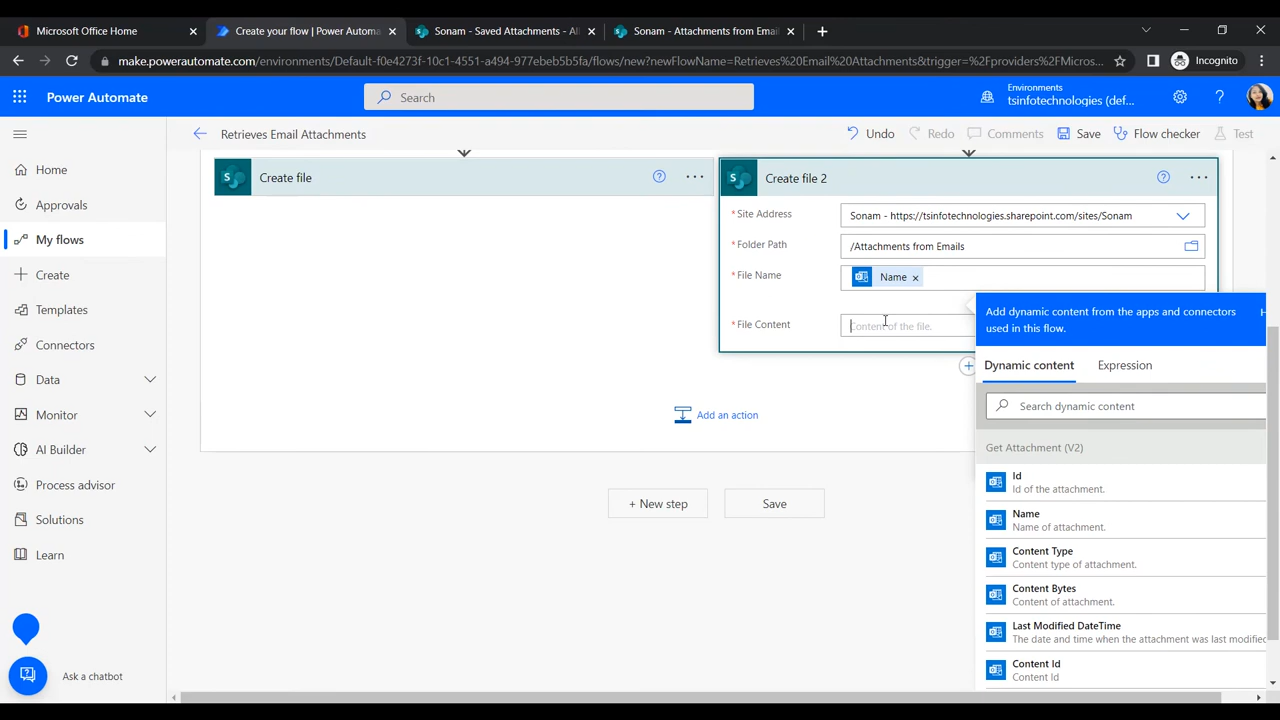 Microsoft Office Home
Create your flow | Power Automa
Sonam - Saved Attachments - All
Sonam - Attachments from Email
make.powerautomate.com/environments/Default-f0e4273f-10c1-4551-a494-977ebeb5b5fa/flows/new?newFlowName=Retrieves%20Email%20Attachments&trigger=%2Fproviders%2FMicros...
Incognito
Power Automate
Search
Environments
tsinfotechnologies (def...
Retrieves Email Attachments
Undo
Redo
Comments
Save
Flow checker
Test
Home
Approvals
My flows
Create
Templates
Connectors
Data
Monitor
AI Builder
Process advisor
Solutions
Learn
Ask a chatbot
Create file
Create file 2
* Site Address
Sonam - https://tsinfotechnologies.sharepoint.com/sites/Sonam
* Folder Path
/Attachments from Emails
* File Name
Name
* File Content
Content of the file.
Add an action
+ New step
Save
Add dynamic content from the apps and connectors
used in this flow.
Dynamic content
Expression
Search dynamic content
Get Attachment (V2)
Id
Id of the attachment.
Name
Name of attachment.
Content Type
Content type of attachment.
Content Bytes
Content of attachment.
Last Modified DateTime
The date and time when the attachment was last modified
Content Id
Content Id